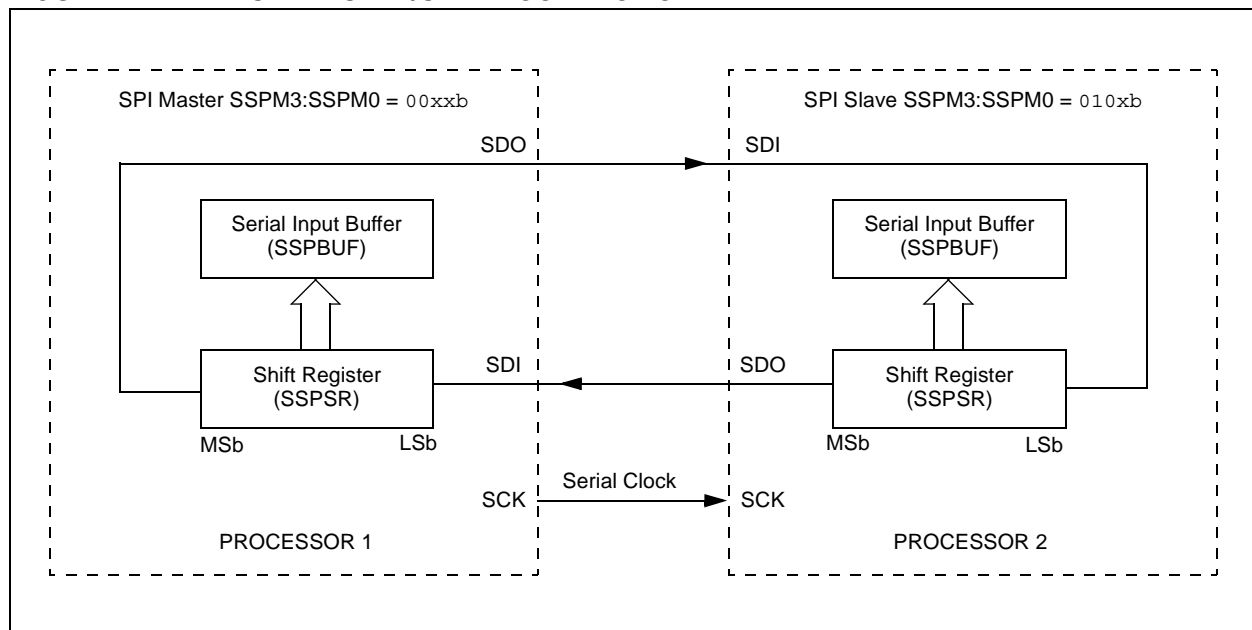 SPI Master SSPM3:SSPM0 = 00xxb
SPI Slave SSPM3:SSPM0 = 010xb
SDO
SDI
Serial Input Buffer
(SSPBUF)
Serial Input Buffer
(SSPBUF)
Shift Register
(SSPSR)
SDI
SDO
Shift Register
(SSPSR)
MSb
LSb
MSb
LSb
SCK
Serial Clock
SCK
PROCESSOR 1
PROCESSOR 2